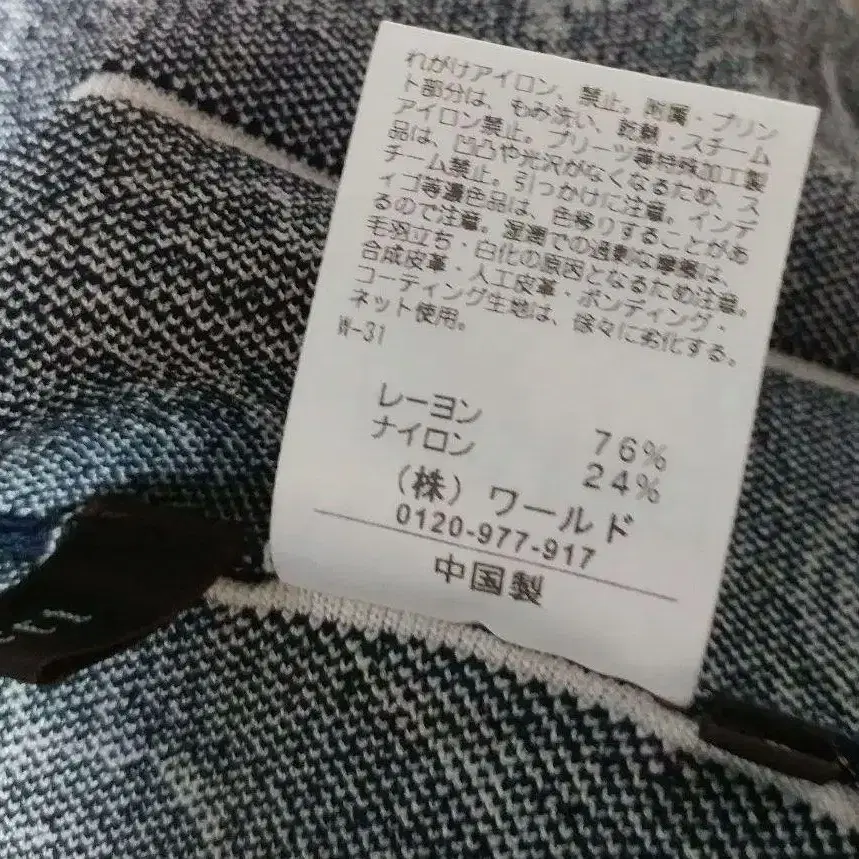 れがけアイロン、禁止。附属・プリン
ト部分は、もみ洗い、乾熱・スチーム
アイロン禁止。プリーツ等特殊加工製
品は、凹凸や光沢がなくなるため、ス
チーム禁止。引っかけに注意。インデ
ィゴ等濃色品は、色移りすることがあ
るので注意。湿潤での過剰な摩擦は、
毛羽立ち・白化の原因となるため注意。
合成皮革・人工皮革・ボンディング・
コーティング生地は、徐々に劣化する。
ネット使用。
W-31
レーヨン 76%
ナイロン 24%
(株) ワールド
0120-977-917
中国製